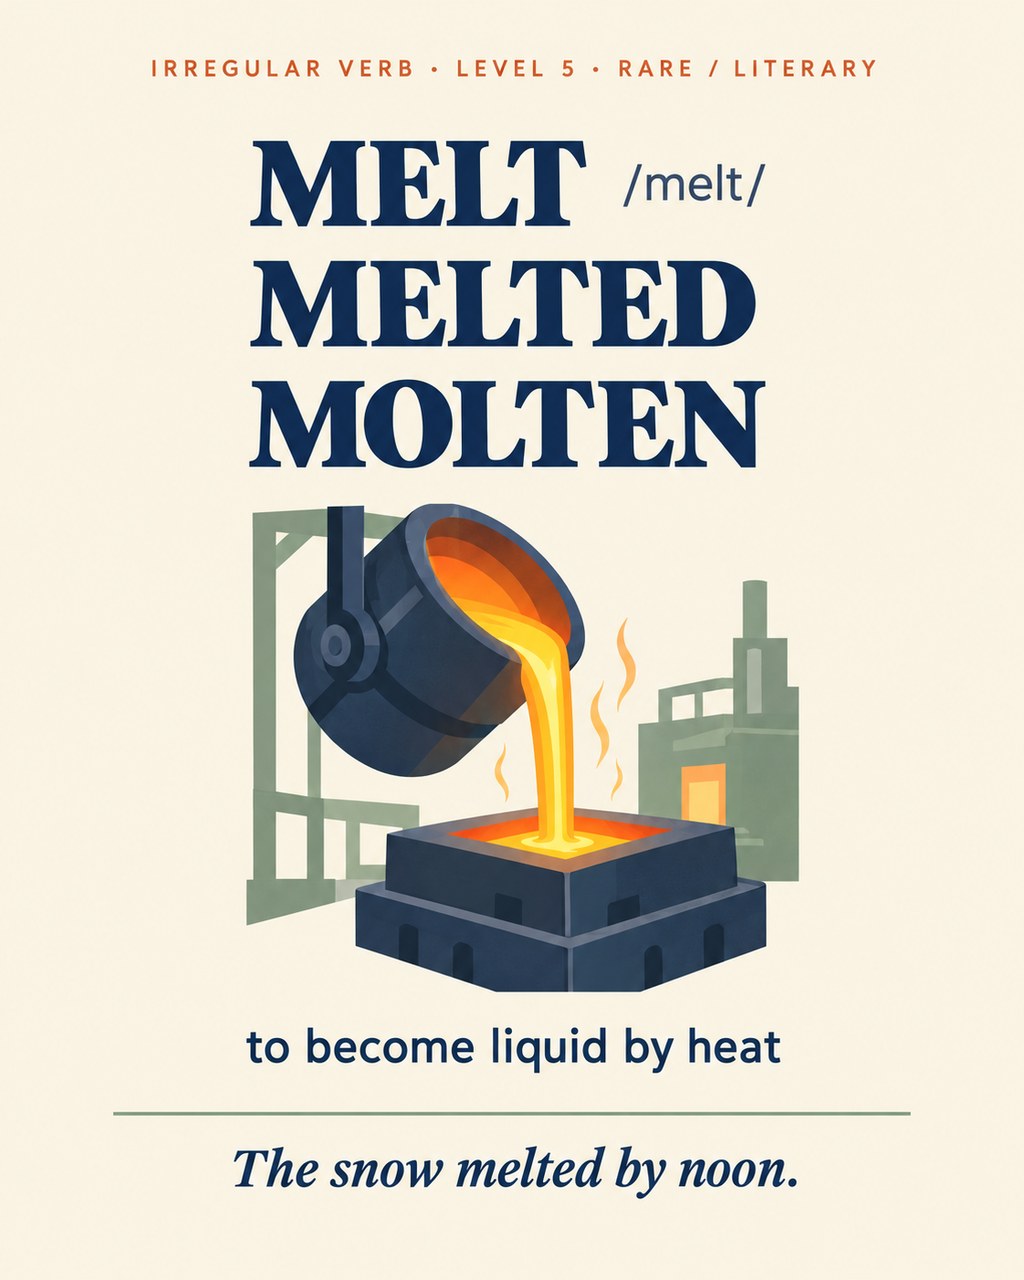 IRREGULAR VERB · LEVEL 5 · RARE / LITERARY
MELT /melt/
MELTED
MOLTEN
to become liquid by heat
The snow melted by noon.